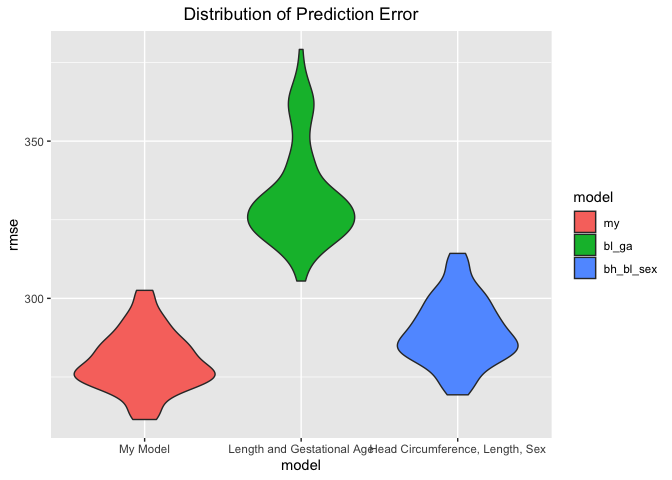 Distribution of Prediction Error
350
300
rmse
My Model
Length and Gestational Age
Head Circumference, Length, Sex
model
model
my
bl_ga
bh_bl_sex